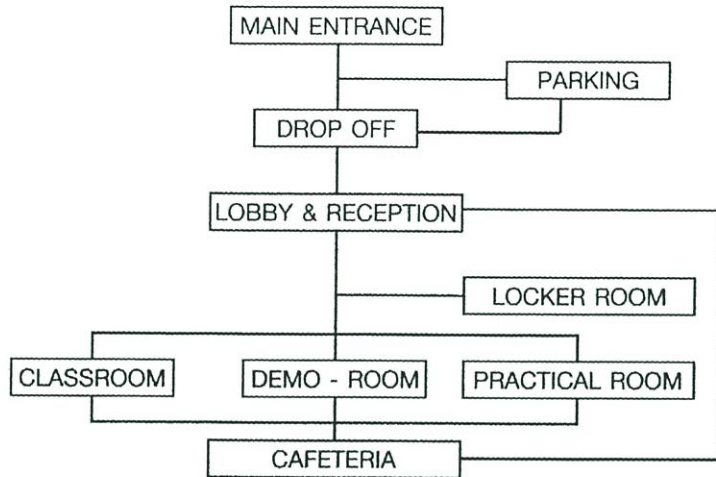 MAIN ENTRANCE
PARKING
DROP OFF
LOBBY & RECEPTION
LOCKER ROOM
CLASSROOM
DEMO - ROOM
PRACTICAL ROOM
CAFETERIA